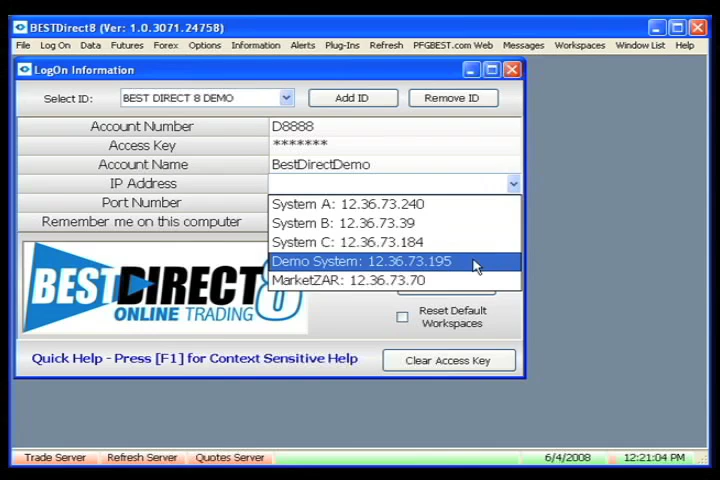 BESTDirect8 (Ver: 1.0.3071.24758)
File Log On Data Futures Forex Options Information Alerts Plug-Ins Refresh PFGBEST.com Web Messages Workspaces Window List Help
LogOn Information
Select ID: BEST DIRECT 8 DEMO Add ID Remove ID
Account Number D8888
Access Key *******
Account Name BestDirectDemo
IP Address
Port Number System A: 12.36.73.240
Remember me on this computer System B: 12.36.73.39
System C: 12.36.73.184
Demo System: 12.36.73.195
MarketZAR: 12.36.73.70
BESTDIRECT8
ONLINE TRADING
Reset Default
Workspaces
Quick Help - Press [F1] for Context Sensitive Help Clear Access Key
Trade Server Refresh Server Quotes Server 6/4/2008 12:21:04 PM